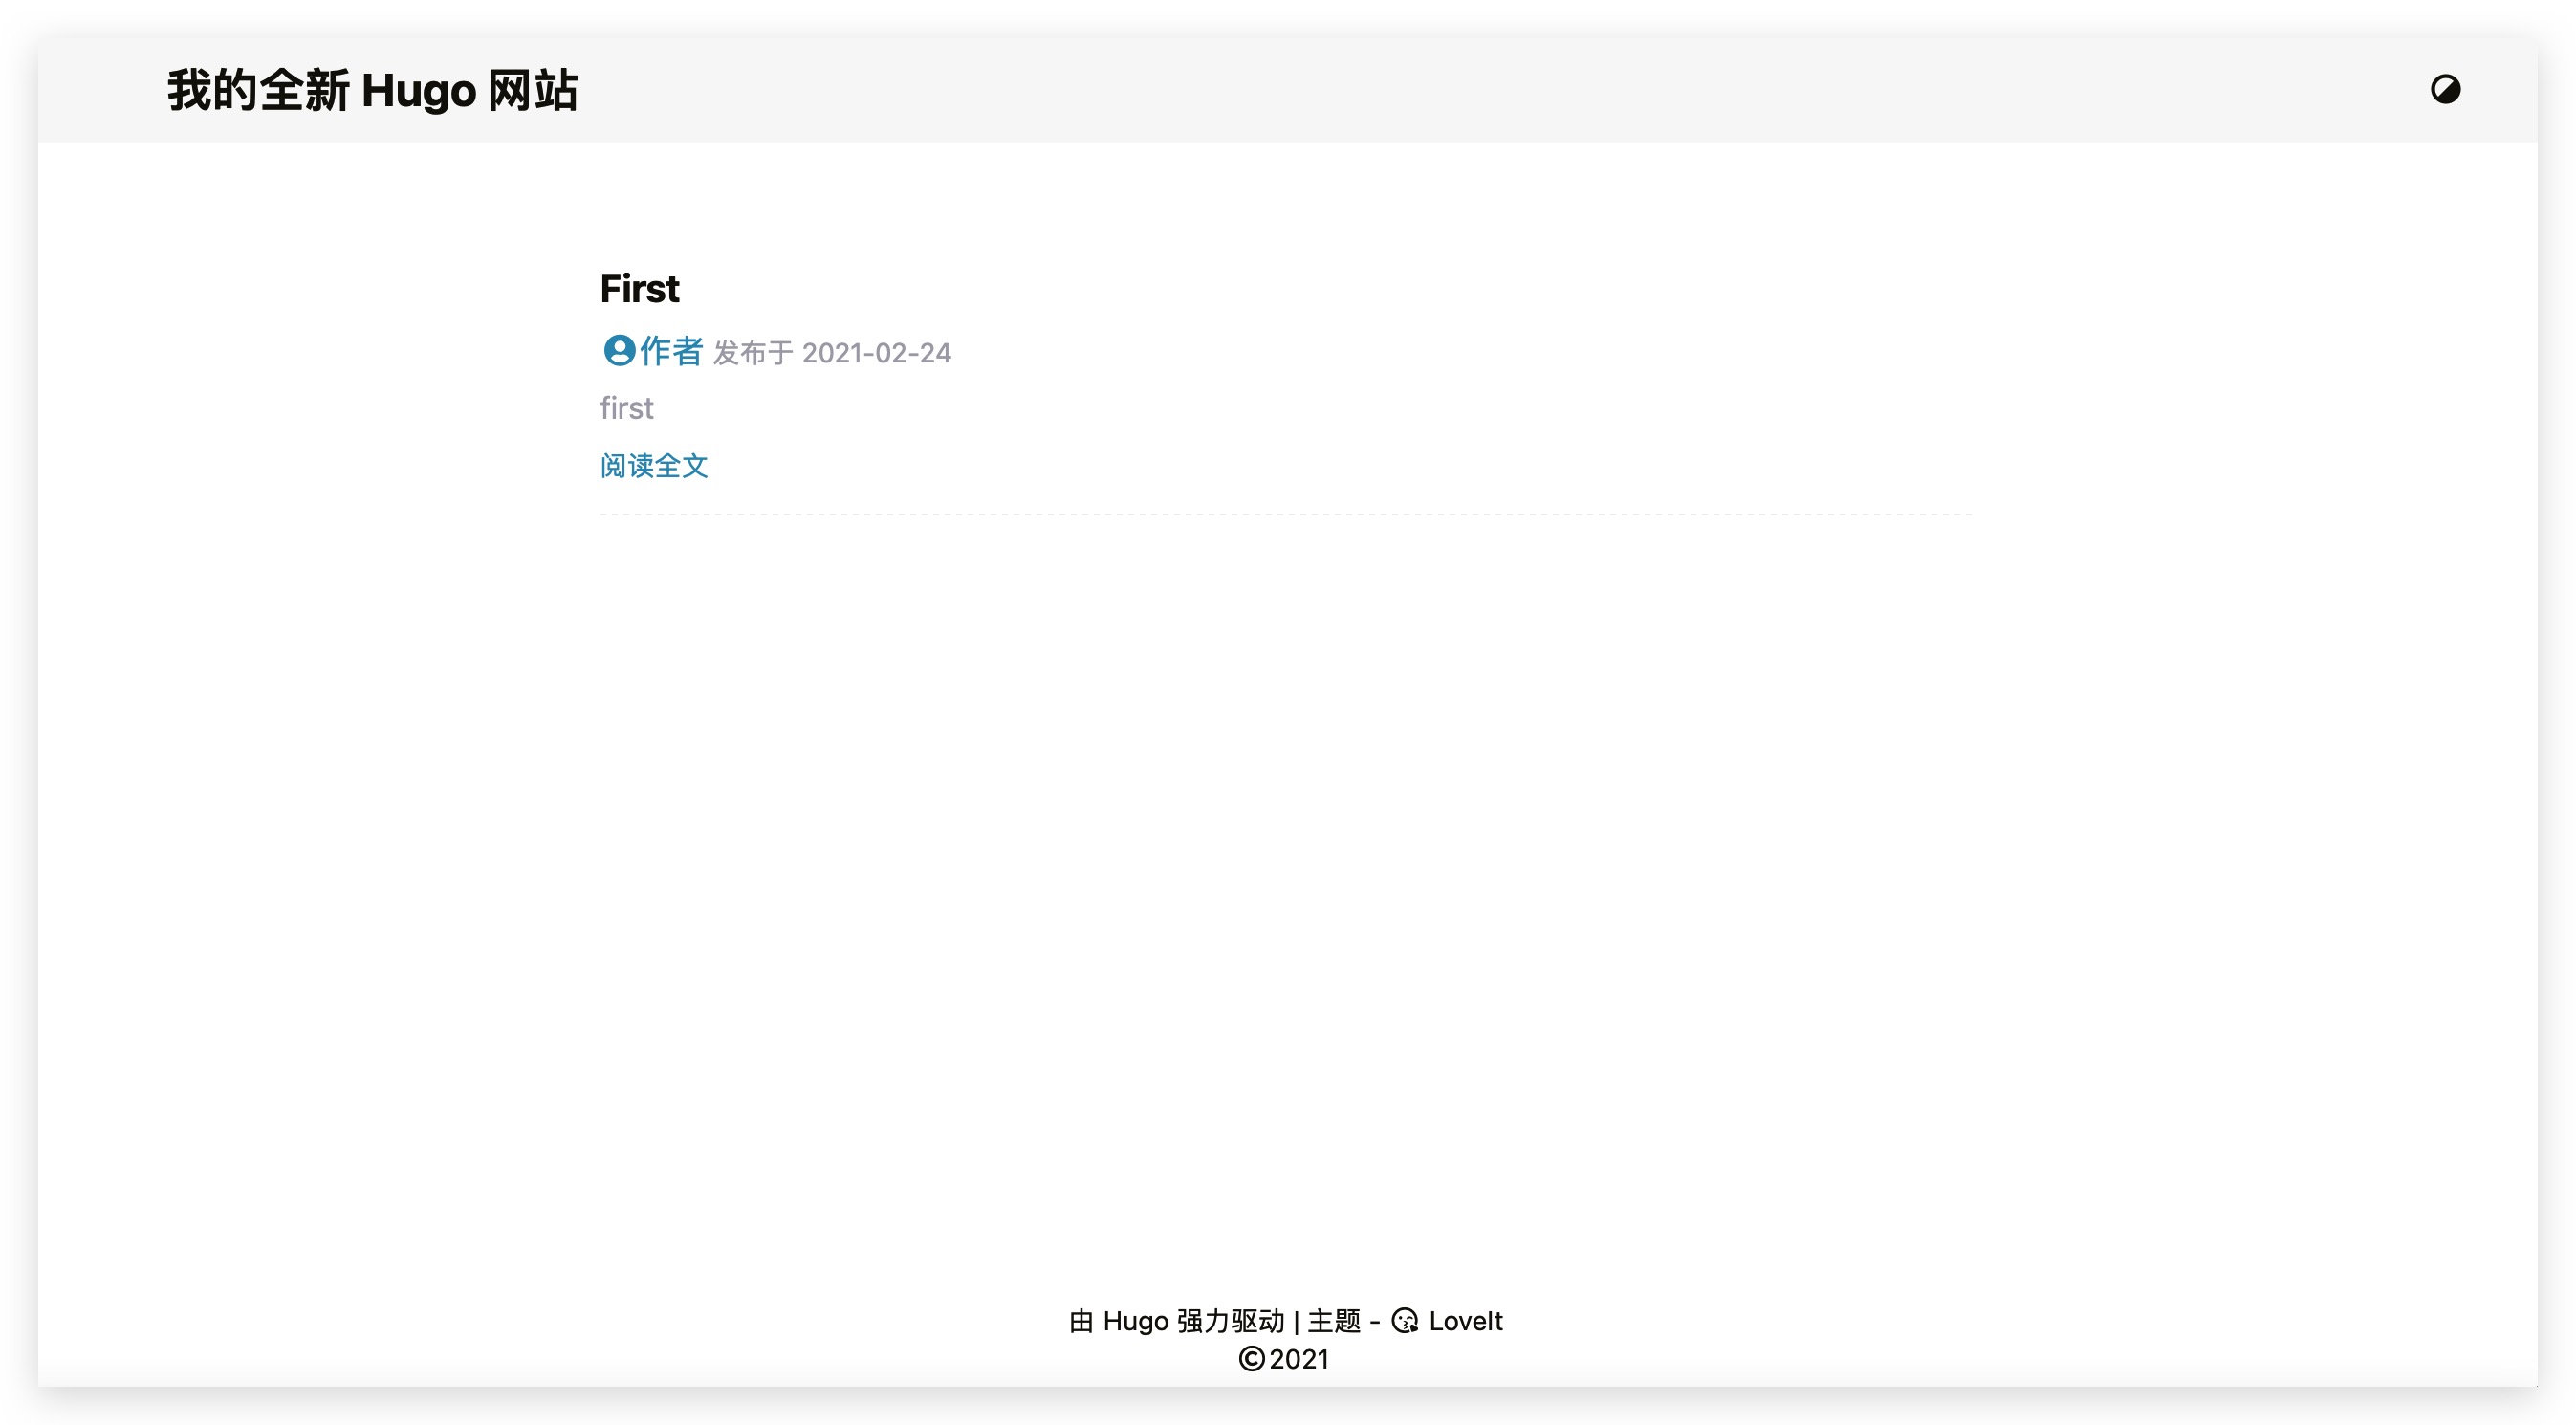 我的全新 Hugo 网站
First
作者 发布于 2021-02-24
first
阅读全文
由 Hugo 强力驱动 | 主题 - LoveIt
©2021